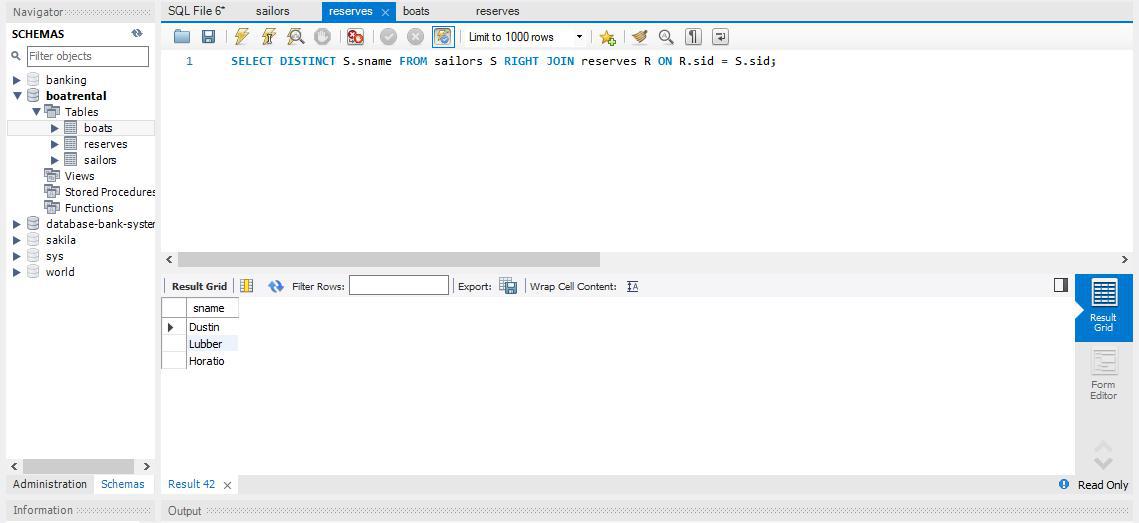 Navigator
SCHEMAS
Filter objects
banking
boatrental
Tables
boats
reserves
sailors
Views
Stored Procedures
Functions
database-bank-syster
sakila
sys
world
Administration Schemas
Information
SQL File 6* sailors reserves boats reserves
Limit to 1000 rows
1 SELECT DISTINCT S.sname FROM sailors S RIGHT JOIN reserves R ON R.sid = S.sid;
Result Grid Filter Rows: Export: Wrap Cell Content: IA
sname
Dustin
Lubber
Horatio
Result
Grid
Form
Editor
Result 42 Read Only
Output